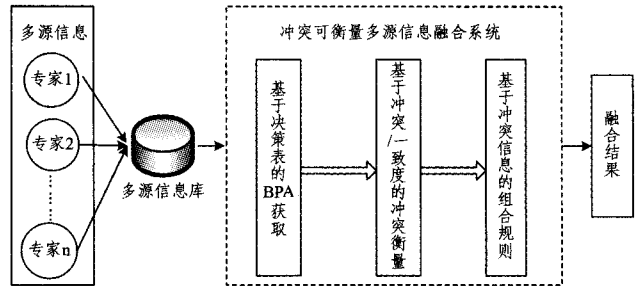 多源信息
专家1
专家2
专家n
多源信息库
冲突可衡量多源信息融合系统
基于决策表的BPA获取
基于冲突/一致度的冲突衡量
基于冲突信息的组合规则
融合结果